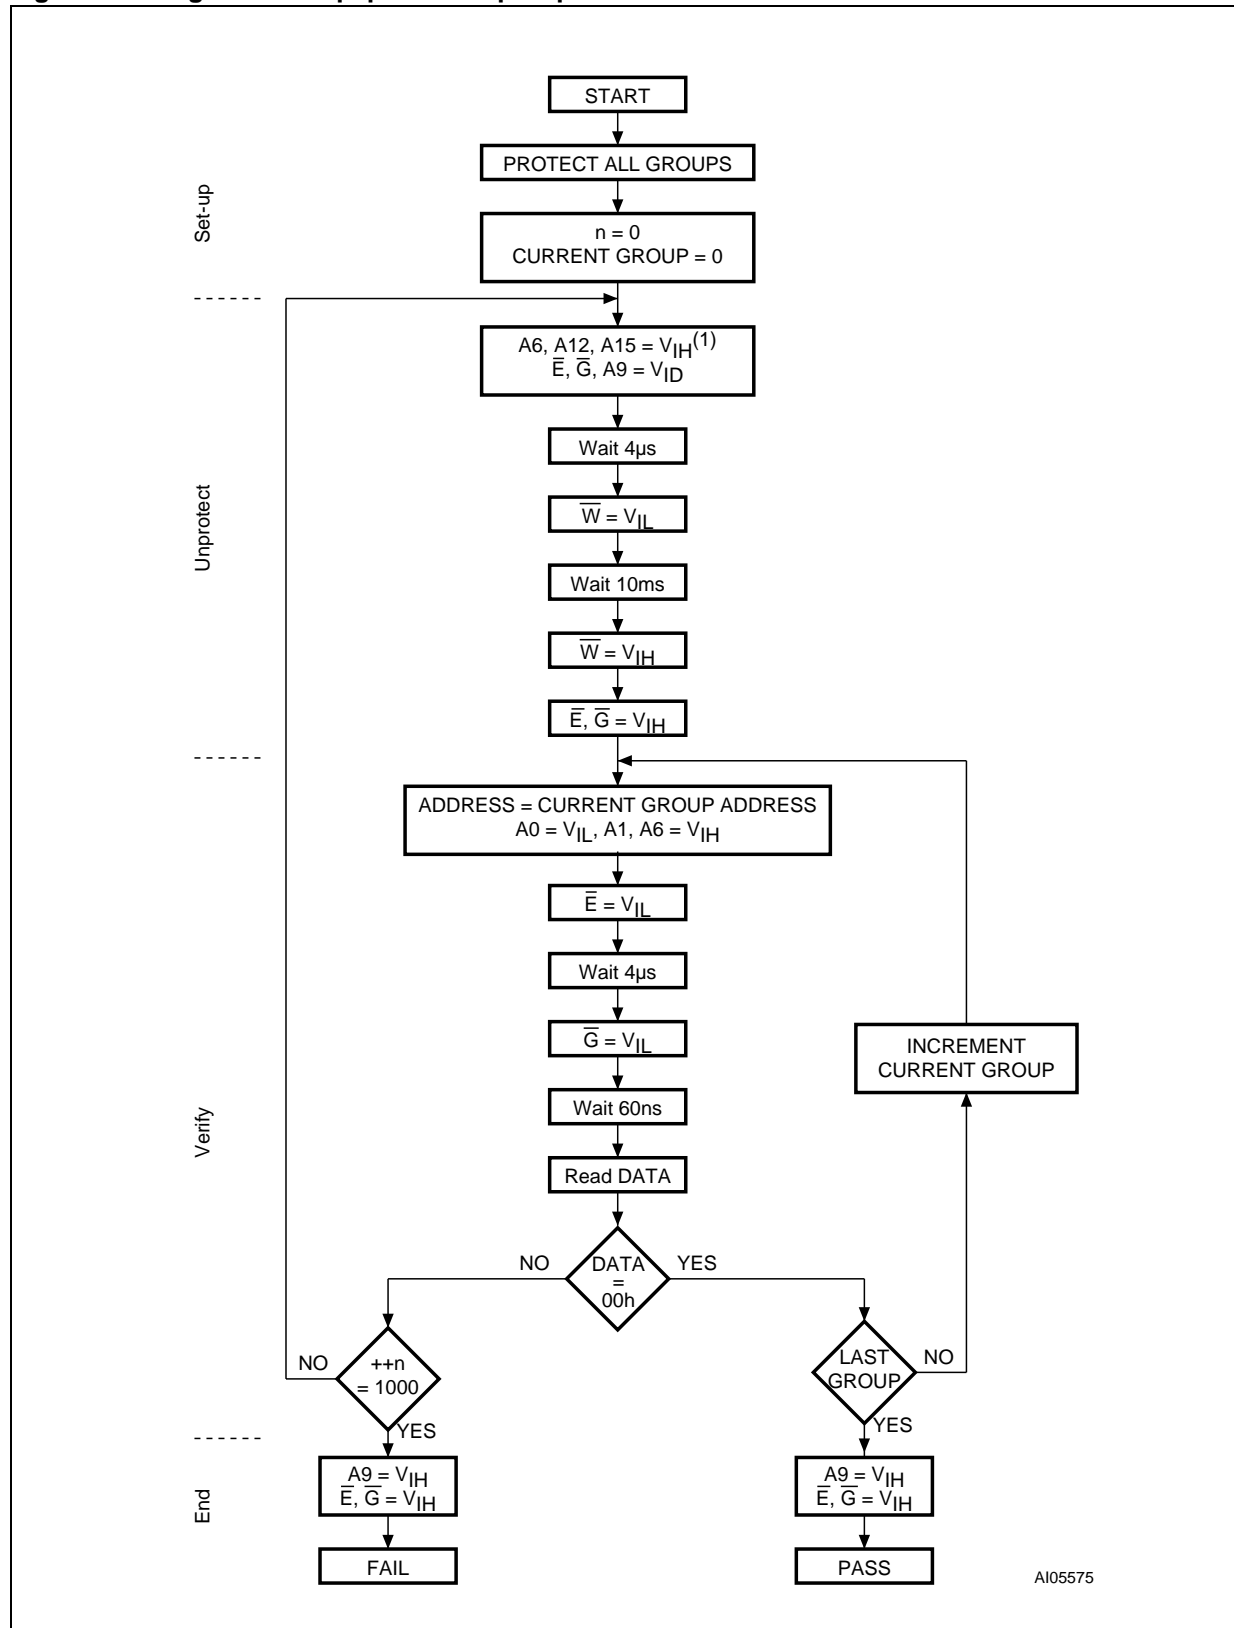 START
PROTECT ALL GROUPS
Set-up
n = 0
CURRENT GROUP = 0
A6, A12, A15 = VIH(1)
E̅, G̅, A9 = VID
Wait 4µs
W̅ = VIL
Unprotect
Wait 10ms
W̅ = VIH
E̅, G̅ = VIH
ADDRESS = CURRENT GROUP ADDRESS
A0 = VIL, A1, A6 = VIH
E̅ = VIL
Wait 4µs
G̅ = VIL
INCREMENT
CURRENT GROUP
Wait 60ns
Verify
Read DATA
NO
DATA
=
00h
YES
NO
++n
= 1000
YES
LAST
GROUP
NO
YES
End
A9 = VIH
E̅, G̅ = VIH
A9 = VIH
E̅, G̅ = VIH
FAIL
PASS
AI05575